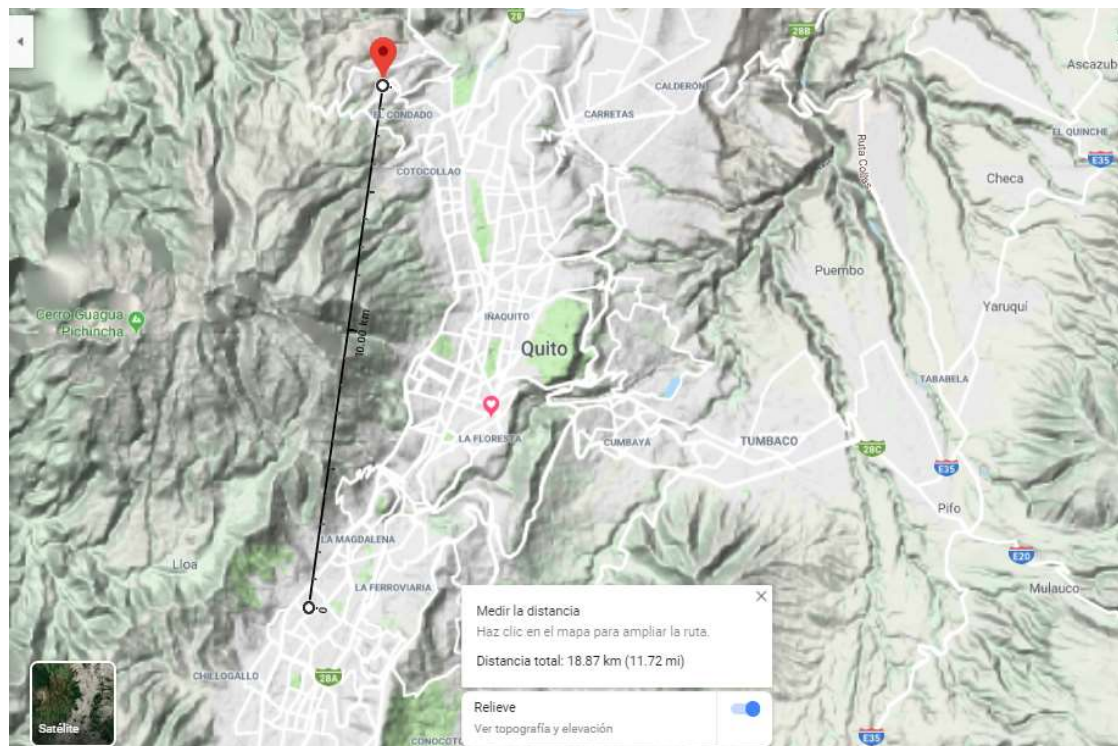 28
28B
Ascazub
CALDERÓN
EL CONDADO
CARRETAS
EL QUINCHE
E35
Ruta Collas
COTOCOLLAO
Checa
Puembo
Cerro Guagua
Pichincha
Yaruquí
IÑAQUITO
10.00 km
Quito
TABABELA
LA FLORESTA
CUMBAYÁ
TUMBACO
28C
E35
Pifo
LA MAGDALENA
E20
Lloa
LA FERROVIARIA
Mulauco
0
Medir la distancia
Haz clic en el mapa para ampliar la ruta.
Distancia total: 18.87 km (11.72 mi)
CHILLOGALLO
28A
Satélite
Relieve
Ver topografía y elevación
CONOCOT
E35